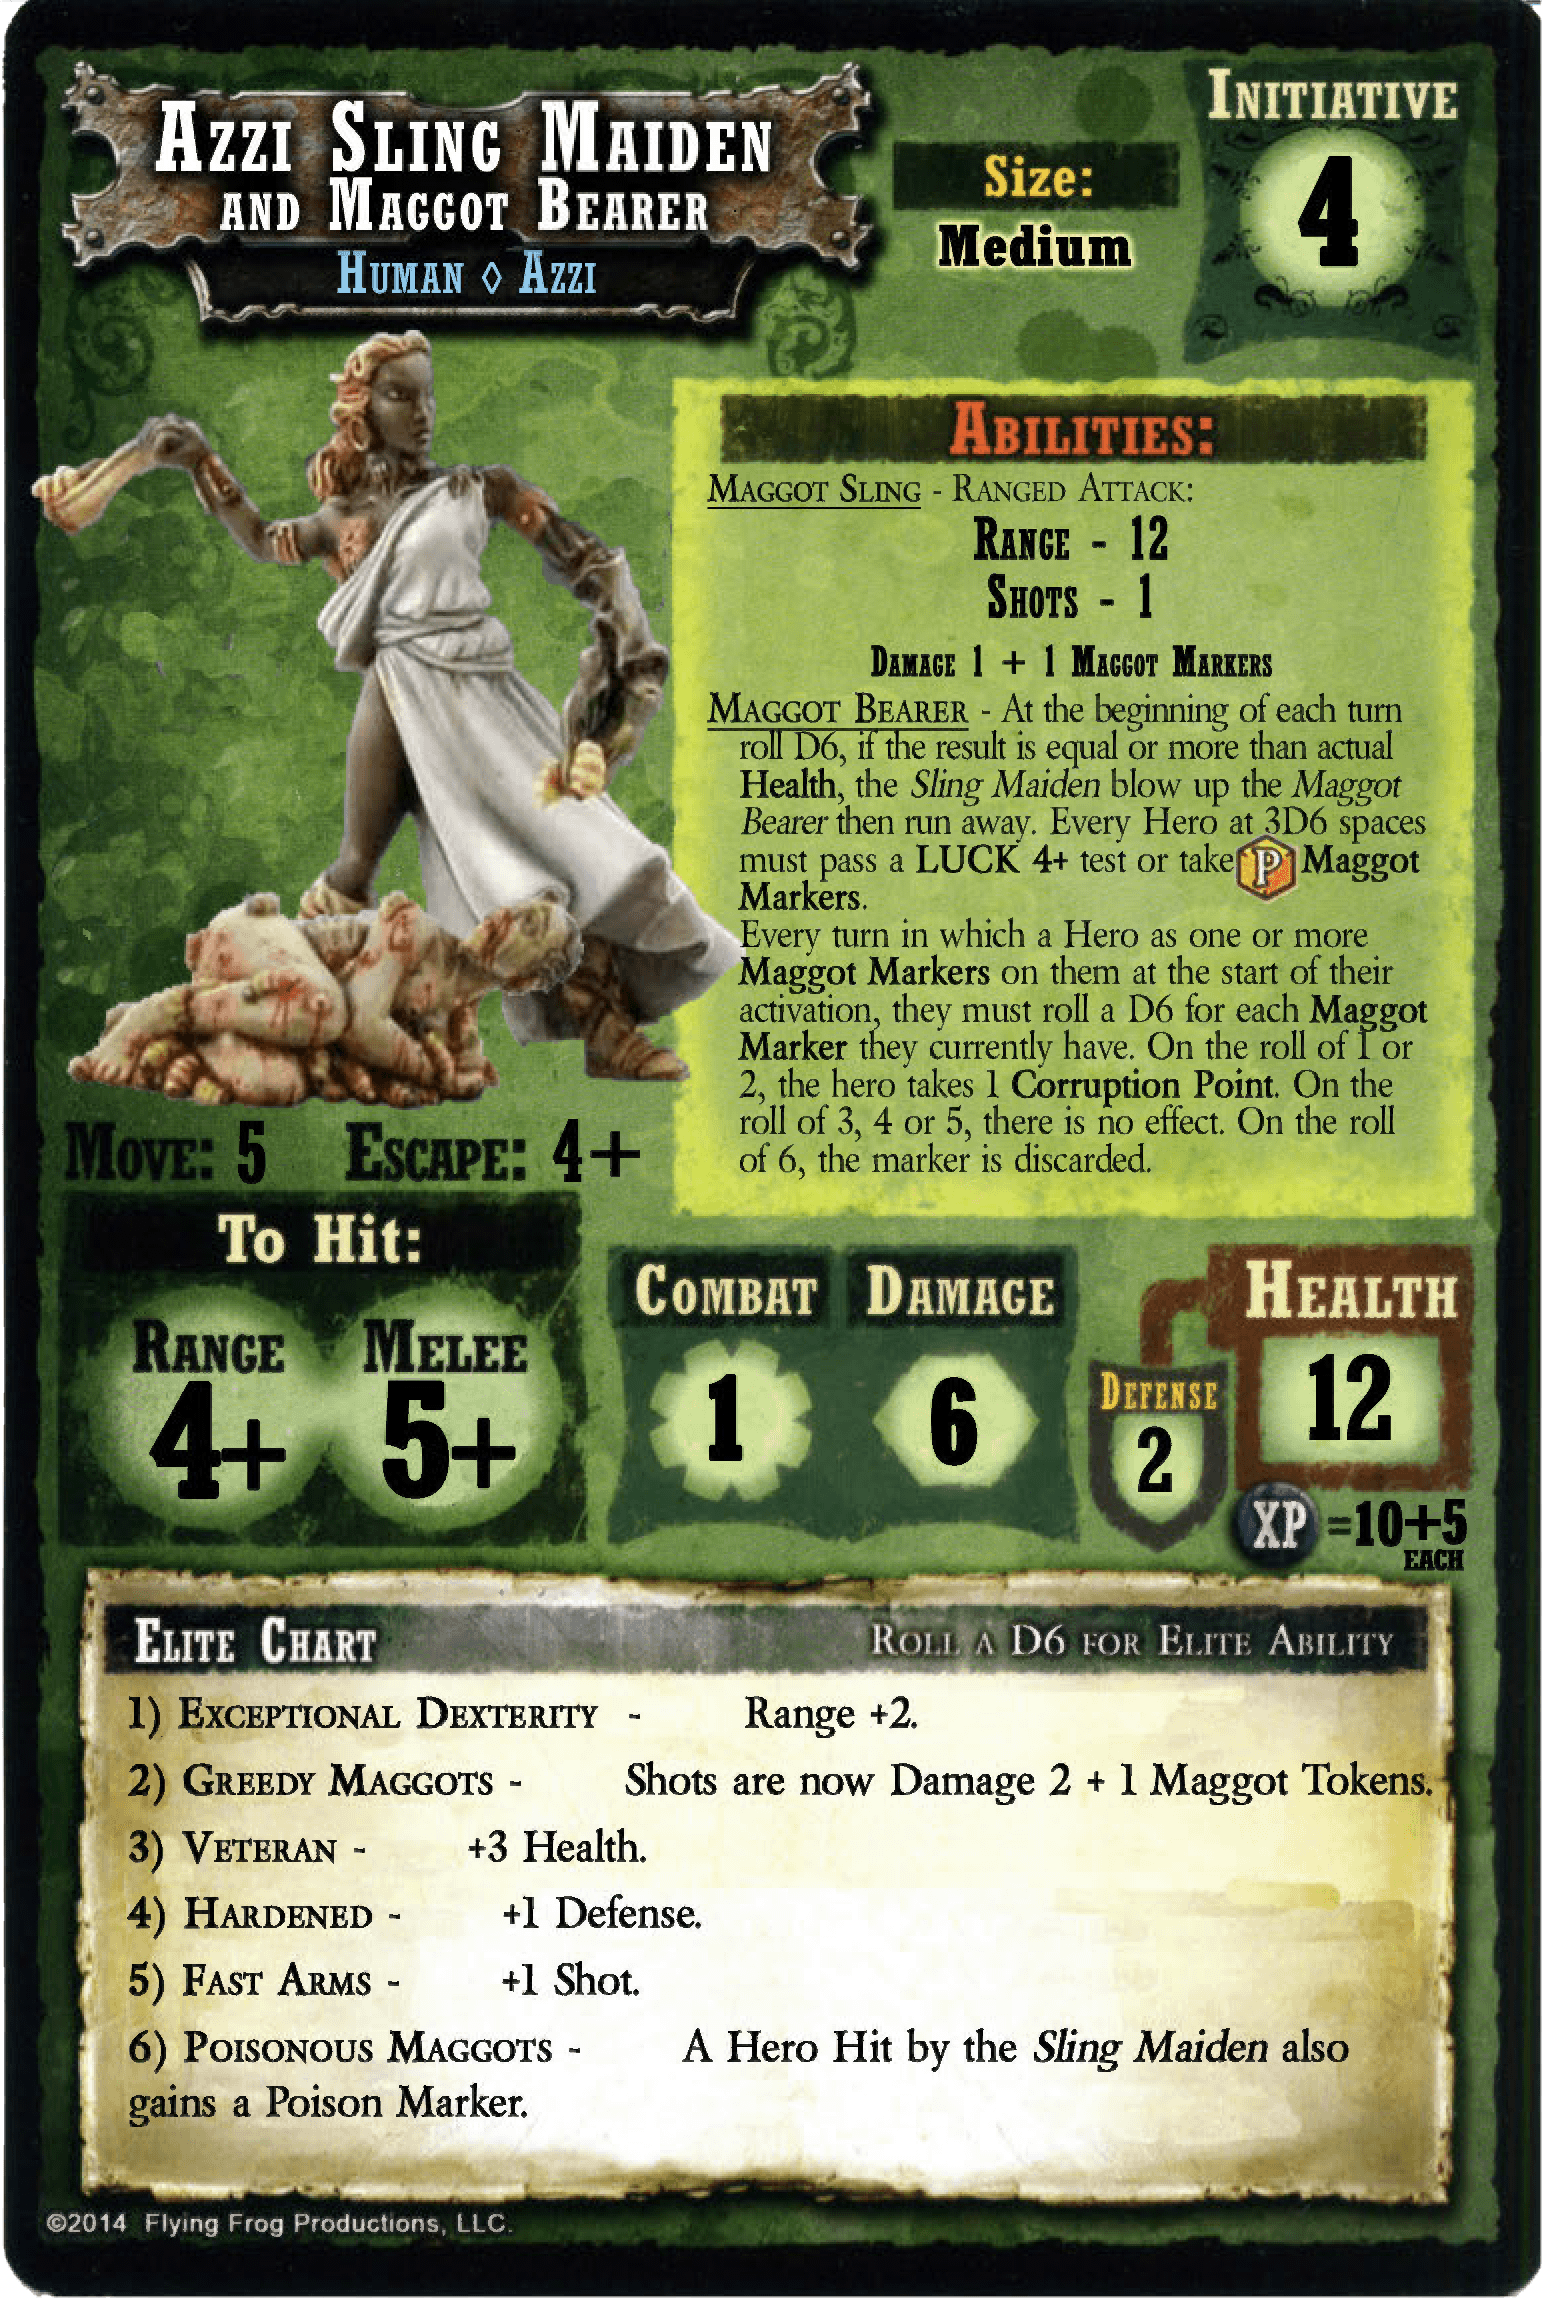 Azzi Sling Maiden
and Maggot Bearer
Human ◊ Azzi
Size:
Medium
Initiative
4
Abilities:
Maggot Sling - Ranged Attack:
Range - 12
Shots - 1
Damage 1 + 1 Maggot Markers
Maggot Bearer - At the beginning of each turn
roll D6, if the result is equal or more than actual
Health, the Sling Maiden blow up the Maggot
Bearer then run away. Every Hero at 3D6 spaces
must pass a LUCK 4+ test or take P Maggot
Markers.
Every turn in which a Hero as one or more
Maggot Markers on them at the start of their
activation, they must roll a D6 for each Maggot
Marker they currently have. On the roll of 1 or
2, the hero takes 1 Corruption Point. On the
roll of 3, 4 or 5, there is no effect. On the roll
of 6, the marker is discarded.
Move: 5 Escape: 4+
To Hit:
Range Melee
4+ 5+
Combat Damage
1 6
Defense
2
Health
12
XP =10+5
EACH
Elite Chart Roll a D6 for Elite Ability
1) Exceptional Dexterity - Range +2.
2) Greedy Maggots - Shots are now Damage 2 + 1 Maggot Tokens.
3) Veteran - +3 Health.
4) Hardened - +1 Defense.
5) Fast Arms - +1 Shot.
6) Poisonous Maggots - A Hero Hit by the Sling Maiden also
gains a Poison Marker.
©2014 Flying Frog Productions, LLC.